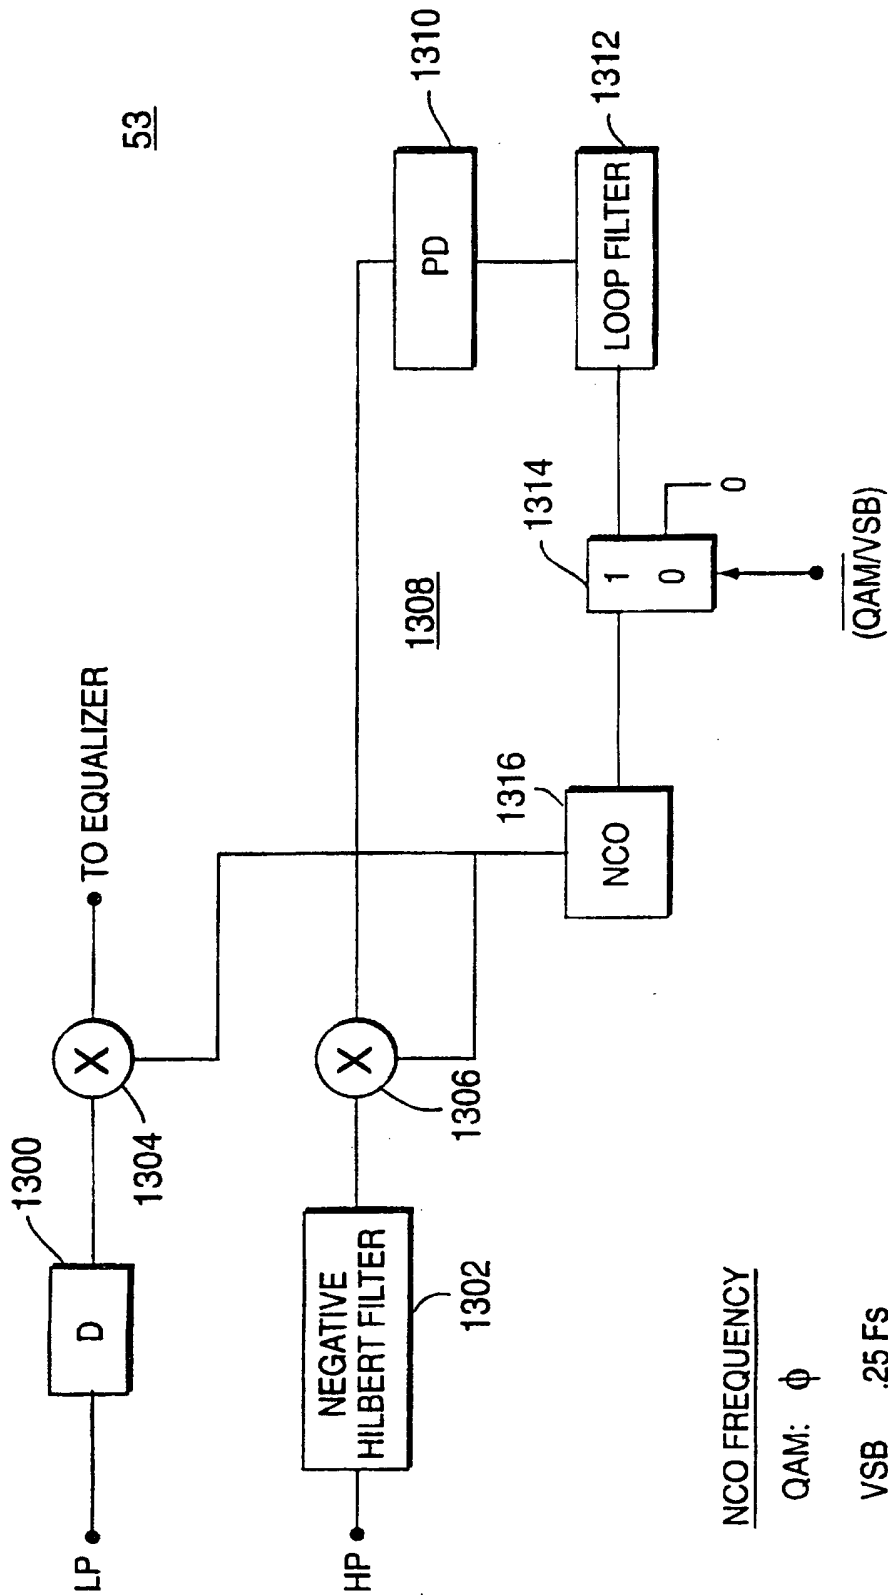 53
1300
LP
D
X
TO EQUALIZER
1304
HP
NEGATIVE
HILBERT FILTER
1302
X
1306
1308
PD
1310
LOOP FILTER
1312
1314
1
0
0
(QAM/VSB)
NCO
1316
NCO FREQUENCY
QAM: ϕ
VSB .25 Fs